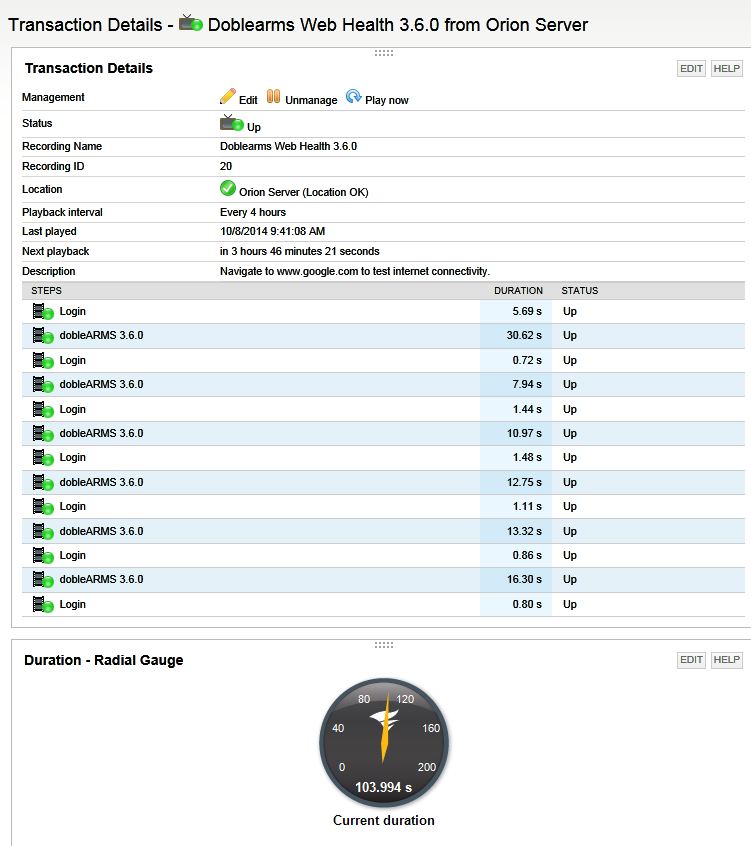 Transaction Details - Doblearms Web Health 3.6.0 from Orion Server
Transaction Details EDIT HELP
Management Edit Unmanage Play now
Status Up
Recording Name Doblearms Web Health 3.6.0
Recording ID 20
Location Orion Server (Location OK)
Playback interval Every 4 hours
Last played 10/8/2014 9:41:08 AM
Next playback in 3 hours 46 minutes 21 seconds
Description Navigate to www.google.com to test internet connectivity.
STEPS DURATION STATUS
Login 5.69 s Up
dobleARMS 3.6.0 30.62 s Up
Login 0.72 s Up
dobleARMS 3.6.0 7.94 s Up
Login 1.44 s Up
dobleARMS 3.6.0 10.97 s Up
Login 1.48 s Up
dobleARMS 3.6.0 12.75 s Up
Login 1.11 s Up
dobleARMS 3.6.0 13.32 s Up
Login 0.86 s Up
dobleARMS 3.6.0 16.30 s Up
Login 0.80 s Up
Duration - Radial Gauge EDIT HELP
80 120
40 160
0 200
103.994 s
Current duration